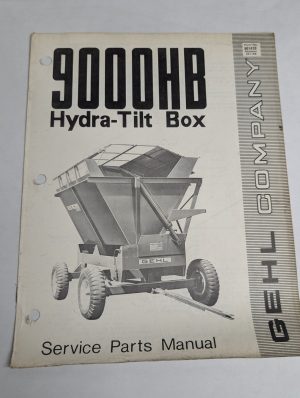 9000HB
Hydra-Tilt Box
GEHL COMPANY
GEHL
Service Parts Manual